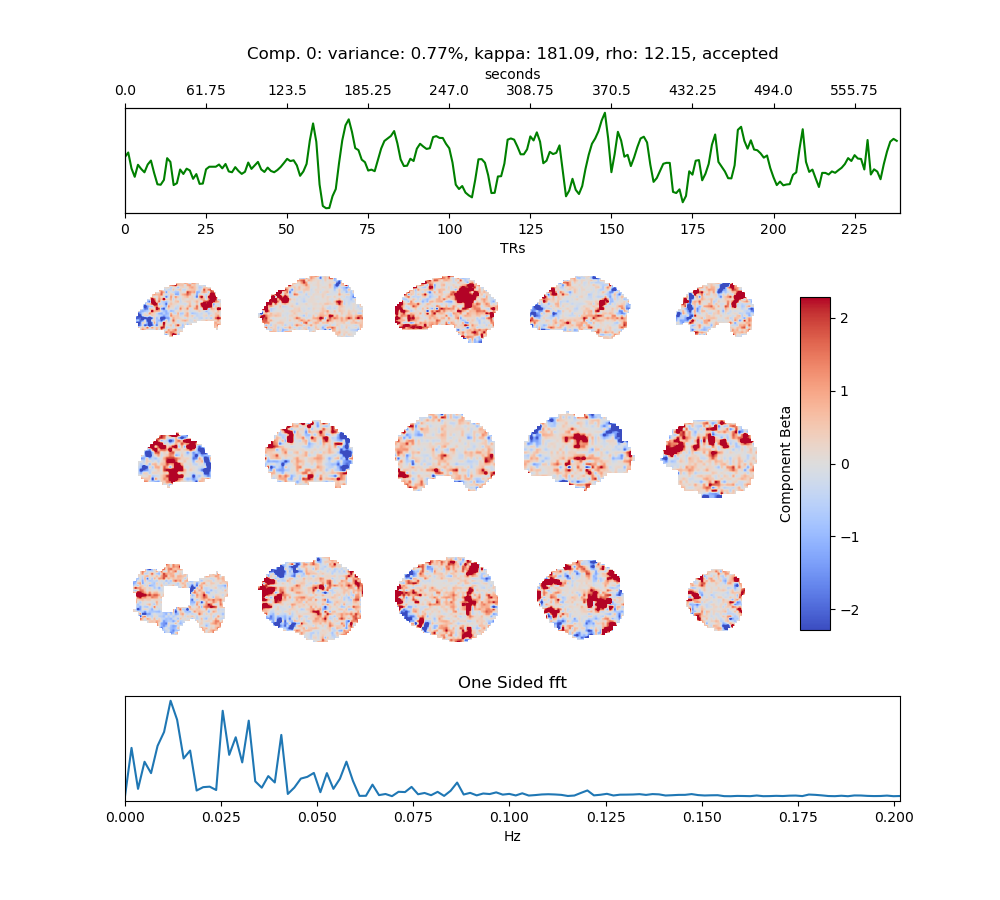 Comp. 0: variance: 0.77%, kappa: 181.09, rho: 12.15, accepted
seconds
0.0 61.75 123.5 185.25 247.0 308.75 370.5 432.25 494.0 555.75
0 25 50 75 100 125 150 175 200 225
TRs
2
1
0
−1
−2
Component Beta
One Sided fft
0.000 0.025 0.050 0.075 0.100 0.125 0.150 0.175 0.200
Hz